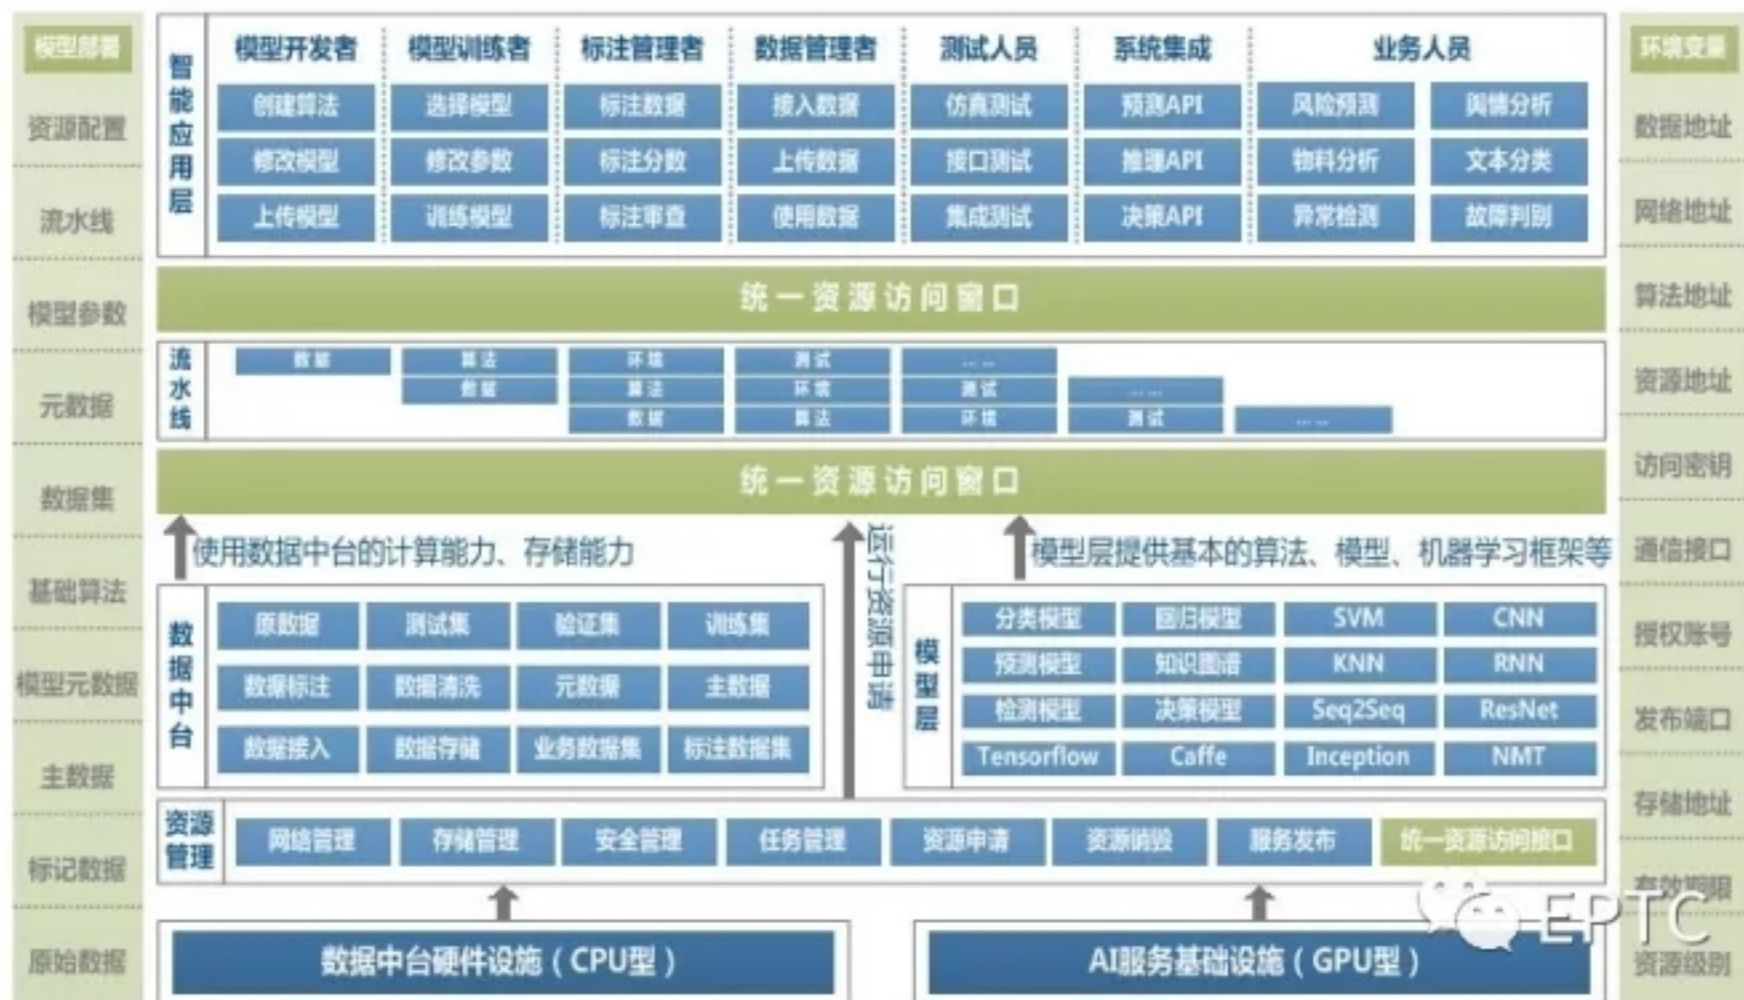 模型部署
资源配置
流水线
模型参数
元数据
数据集
基础算法
模型元数据
主数据
标记数据
原始数据
智能应用层
模型开发者
创建算法
修改模型
上传模型
模型训练者
选择模型
修改参数
训练模型
标注管理者
标注数据
标注分数
标注审查
数据管理者
接入数据
上传数据
使用数据
测试人员
仿真测试
接口测试
集成测试
系统集成
预测API
推理API
决策API
业务人员
风险预测 舆情分析
物料分析 文本分类
异常检测 故障判别
统一资源访问窗口
流水线
数据 算法 环境 测试 ... ...
数据 算法 环境 测试 ... ...
数据 算法 环境 测试 ... ...
统一资源访问窗口
使用数据中台的计算能力、存储能力
运行资源申请
模型层提供基本的算法、模型、机器学习框架等
数据中台
原数据 测试集 验证集 训练集
数据标注 数据清洗 元数据 主数据
数据接入 数据存储 业务数据集 标注数据集
模型层
分类模型 回归模型 SVM CNN
预测模型 知识图谱 KNN RNN
检测模型 决策模型 Seq2Seq ResNet
Tensorflow Caffe Inception NMT
资源管理
网络管理 存储管理 安全管理 任务管理 资源申请 资源销毁 服务发布 统一资源访问接口
数据中台硬件设施（CPU型）
AI服务基础设施（GPU型）
环境变量
数据地址
网络地址
算法地址
资源地址
访问密钥
通信接口
授权账号
发布端口
存储地址
有效期限
资源级别
EPTC